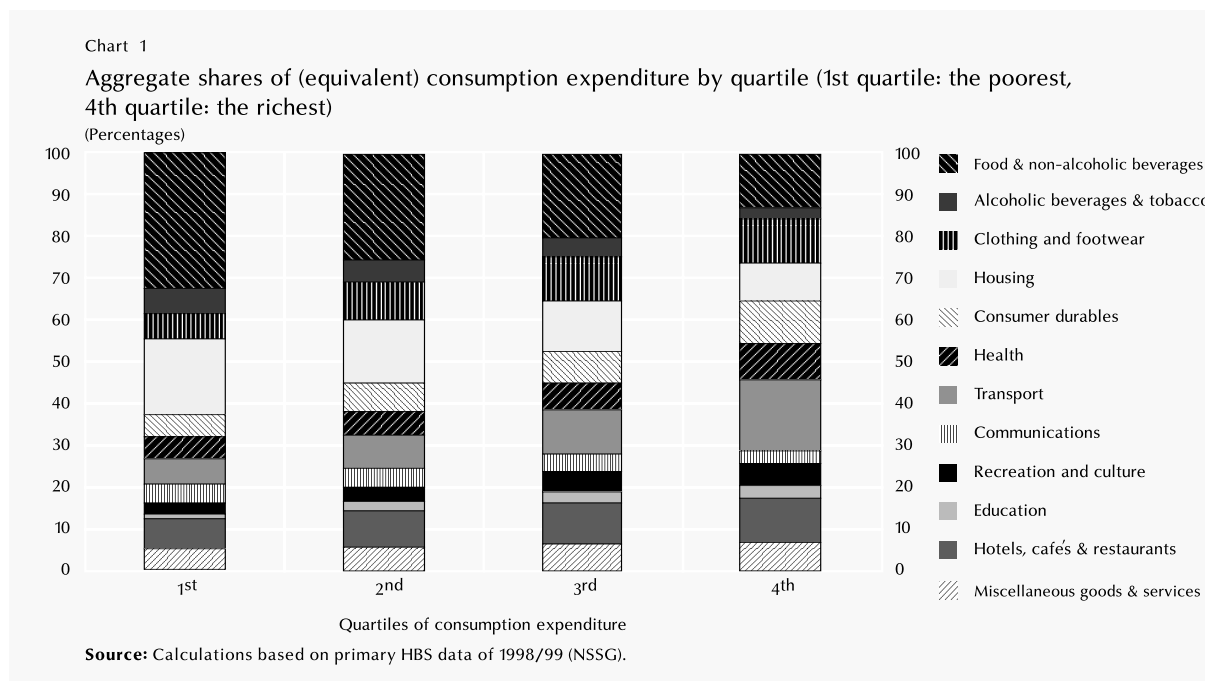 Chart 1
Aggregate shares of (equivalent) consumption expenditure by quartile (1st quartile: the poorest,
4th quartile: the richest)
(Percentages)
100 100
90 90
80 80
70 70
60 60
50 50
40 40
30 30
20 20
10 10
0 0
Food & non-alcoholic beverages
Alcoholic beverages & tobacco
Clothing and footwear
Housing
Consumer durables
Health
Transport
Communications
Recreation and culture
Education
Hotels, cafe´s & restaurants
Miscellaneous goods & services
1st 2nd 3rd 4th
Quartiles of consumption expenditure
Source: Calculations based on primary HBS data of 1998/99 (NSSG).